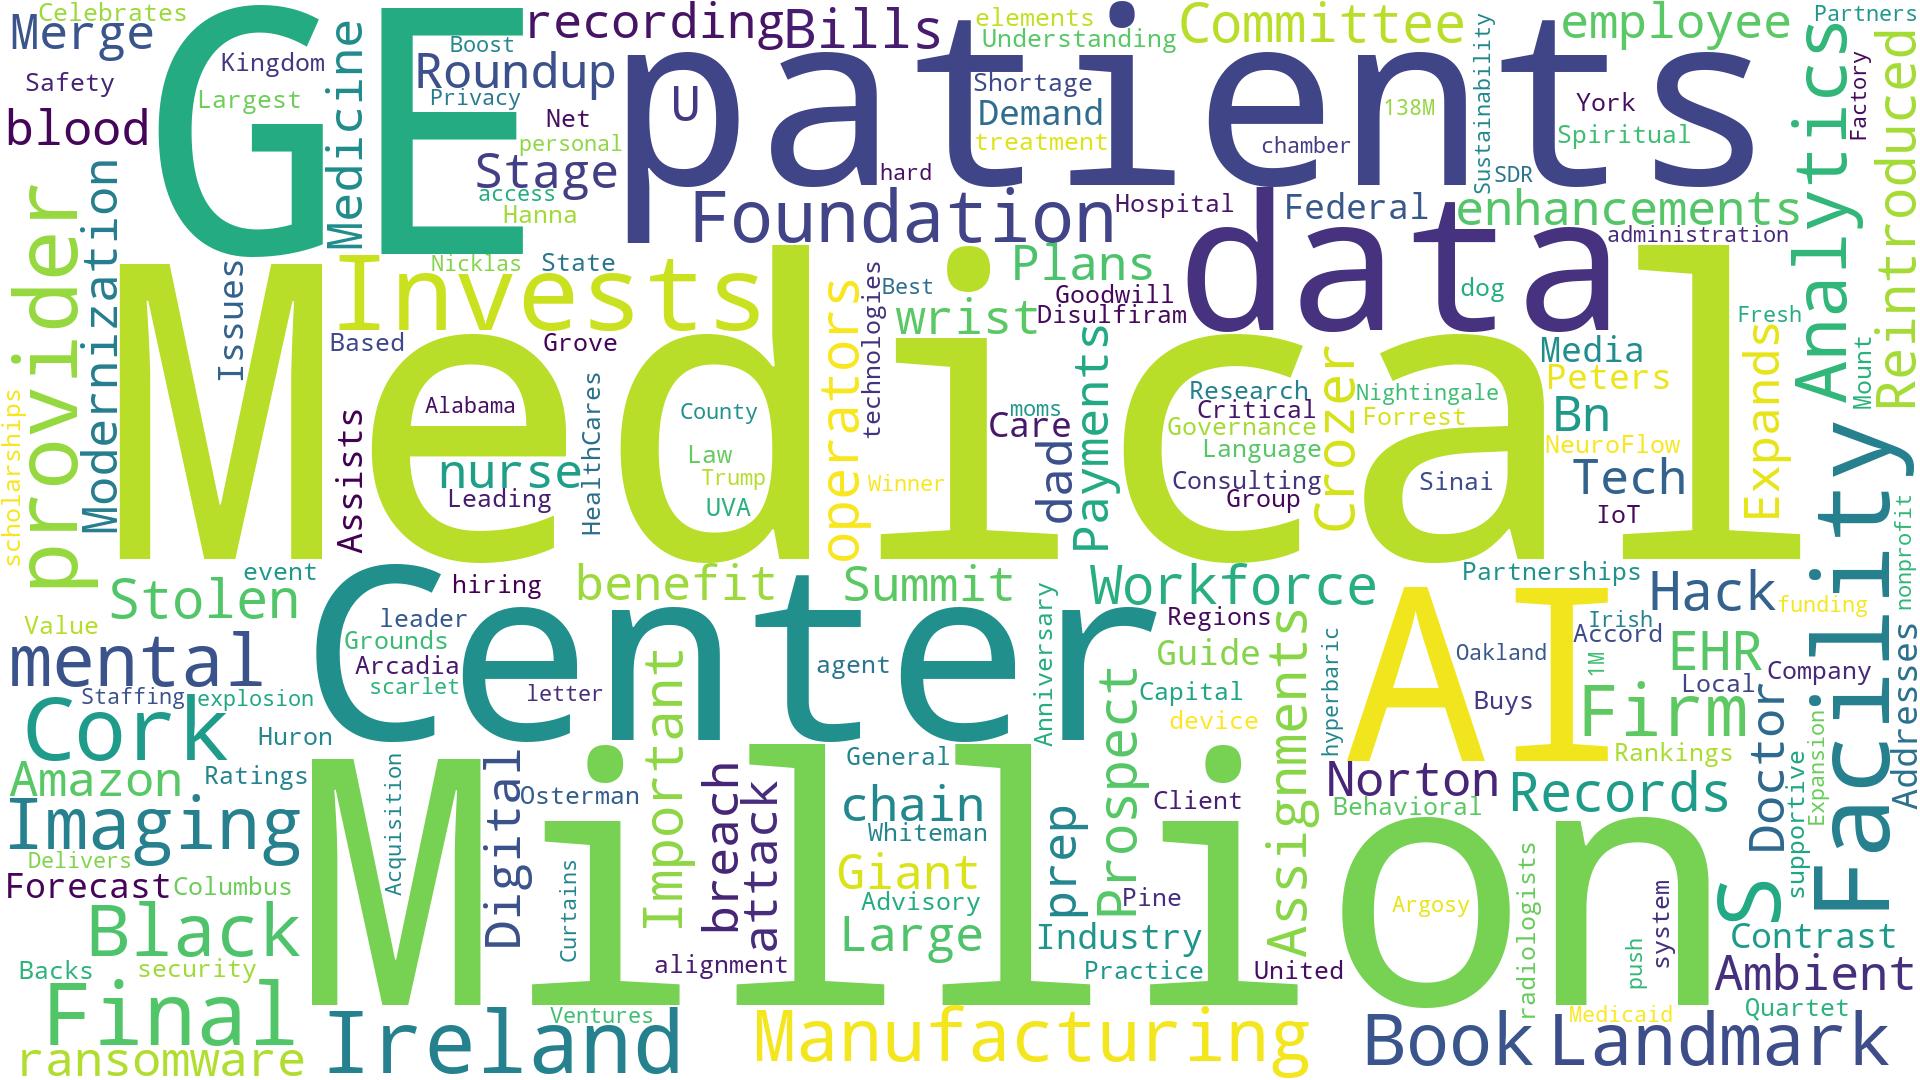 Celebrates
Merge
Safety
blood
GE
Kingdom
Largest
Medicine
recording
Bills
Boost
Roundup
Privacy
Net
personal
Stage
access
Hanna
patients
U
elements
Understanding
Shortage
Demand
treatment
hard
Committee
138M
chamber
Sustainability
SDR
employee
York
Spiritual
Partners
Factory
Analytics
Reintroduced
Foundation
Hospital
Federal
enhancements
administration
provider
Modernization
Issues
Invests
Nicklas
State
Based
Grove
Medical
operators
technologies
Best
Plans
wrist
Goodwill
Disulfiram
data
dog
Fresh
Media
Peters
Bn
NeuroFlow
Tech
IoT
Expands
Mount
scholarships
Assists
Alabama
nurse
Leading
HealthCares
County
Law
Trump
UVA
Winner
moms
Care
dad
Payments
Research
Critical
Governance
Language
Consulting
Group
Crozer
Nightingale
Forrest
Sinai
Facility
nonprofit
event
Stolen
Value
mental
Staffing
explosion
Cork
Huron
hiring
leader
Grounds
Arcadia
scarlet
letter
Center
benefit
agent
Summit
Anniversary
Workforce
Regions
Guide
Capital
device
Assignments
hyperbaric
AI
Partnerships
Irish
Accord
Oakland
1M
Buys
Hack
funding
EHR
Company
Local
Firm
Rankings
Doctor
Addresses
Amazon
Ratings
Imaging
Delivers
Forecast
Columbus
Black
Backs
security
Final
ransomware
Acquisition
Digital
Osterman
Curtains
Million
Important
breach
attack
alignment
General
chain
Whiteman
Giant
Advisory
Large
prep
Prospect
Client
Pine
Industry
Practice
United
Norton
Behavioral
Argosy
Records
radiologists
push
system
supportive
Expansion
S
Contrast
Ambient
Quartet
Medicaid
Ireland
Ventures
Manufacturing
Book
Landmark